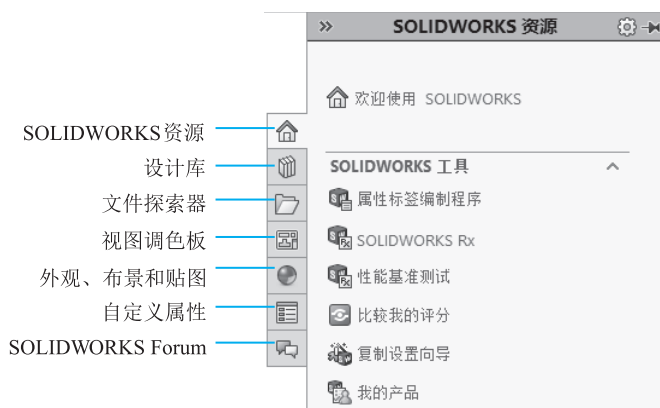 SOLIDWORKS 资源
欢迎使用 SOLIDWORKS
SOLIDWORKS资源
设计库
文件探索器
视图调色板
外观、布景和贴图
自定义属性
SOLIDWORKS Forum
SOLIDWORKS 工具
属性标签编制程序
SOLIDWORKS Rx
性能基准测试
比较我的评分
复制设置向导
我的产品